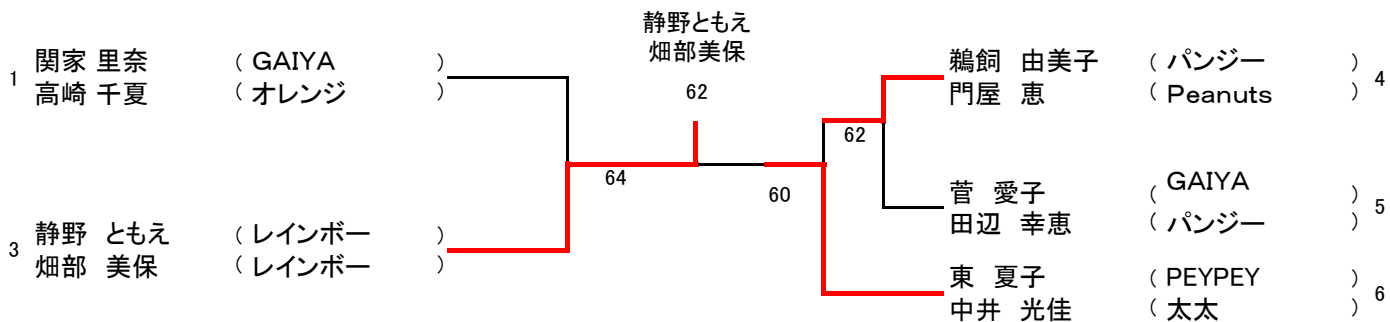 静野ともえ
畑部美保
62
1
関家 里奈 （ GAIYA ）
高崎 千夏 （ オレンジ ）
64
3
静野 ともえ （ レインボー ）
畑部 美保 （ レインボー ）
鵜飼 由美子 （ パンジー ）
門屋 恵 （ Peanuts ）
4
62
菅 愛子 （ GAIYA ）
田辺 幸恵 （ パンジー ）
5
60
東 夏子 （ PEYPEY ）
中井 光佳 （ 太太 ）
6